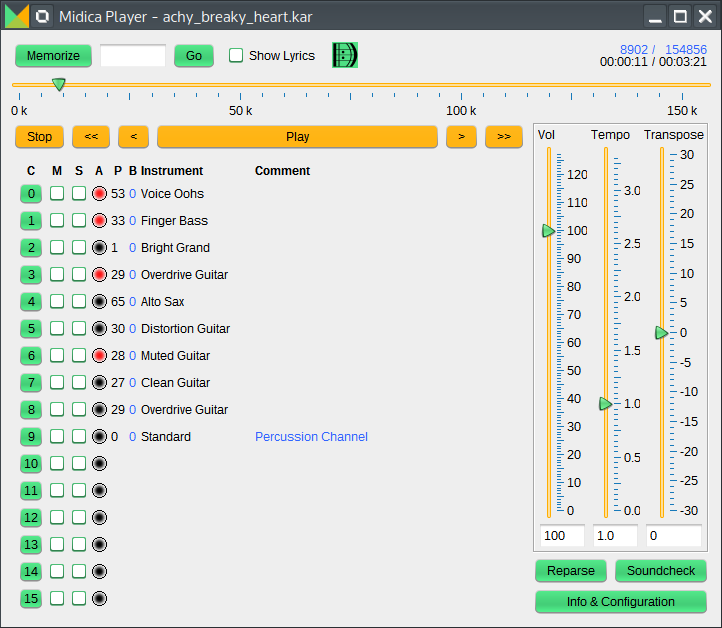 Midica Player - achy_breaky_heart.kar
Memorize Go Show Lyrics 8902 / 154856
00:00:11 / 00:03:21
0 k 50 k 100 k 150 k
Stop << < Play > >>
C M S A P B Instrument Comment
0 53 0 Voice Oohs
1 33 0 Finger Bass
2 1 0 Bright Grand
3 29 0 Overdrive Guitar
4 65 0 Alto Sax
5 30 0 Distortion Guitar
6 28 0 Muted Guitar
7 27 0 Clean Guitar
8 29 0 Overdrive Guitar
9 0 0 Standard Percussion Channel
10
11
12
13
14
15
Vol Tempo Transpose
120
110
100
90
80
70
60
50
40
30
20
10
0
3.0
2.5
2.0
1.5
1.0
0.5
0.0
30
25
20
15
10
5
0
-5
-10
-15
-20
-25
-30
100 1.0 0
Reparse Soundcheck
Info & Configuration